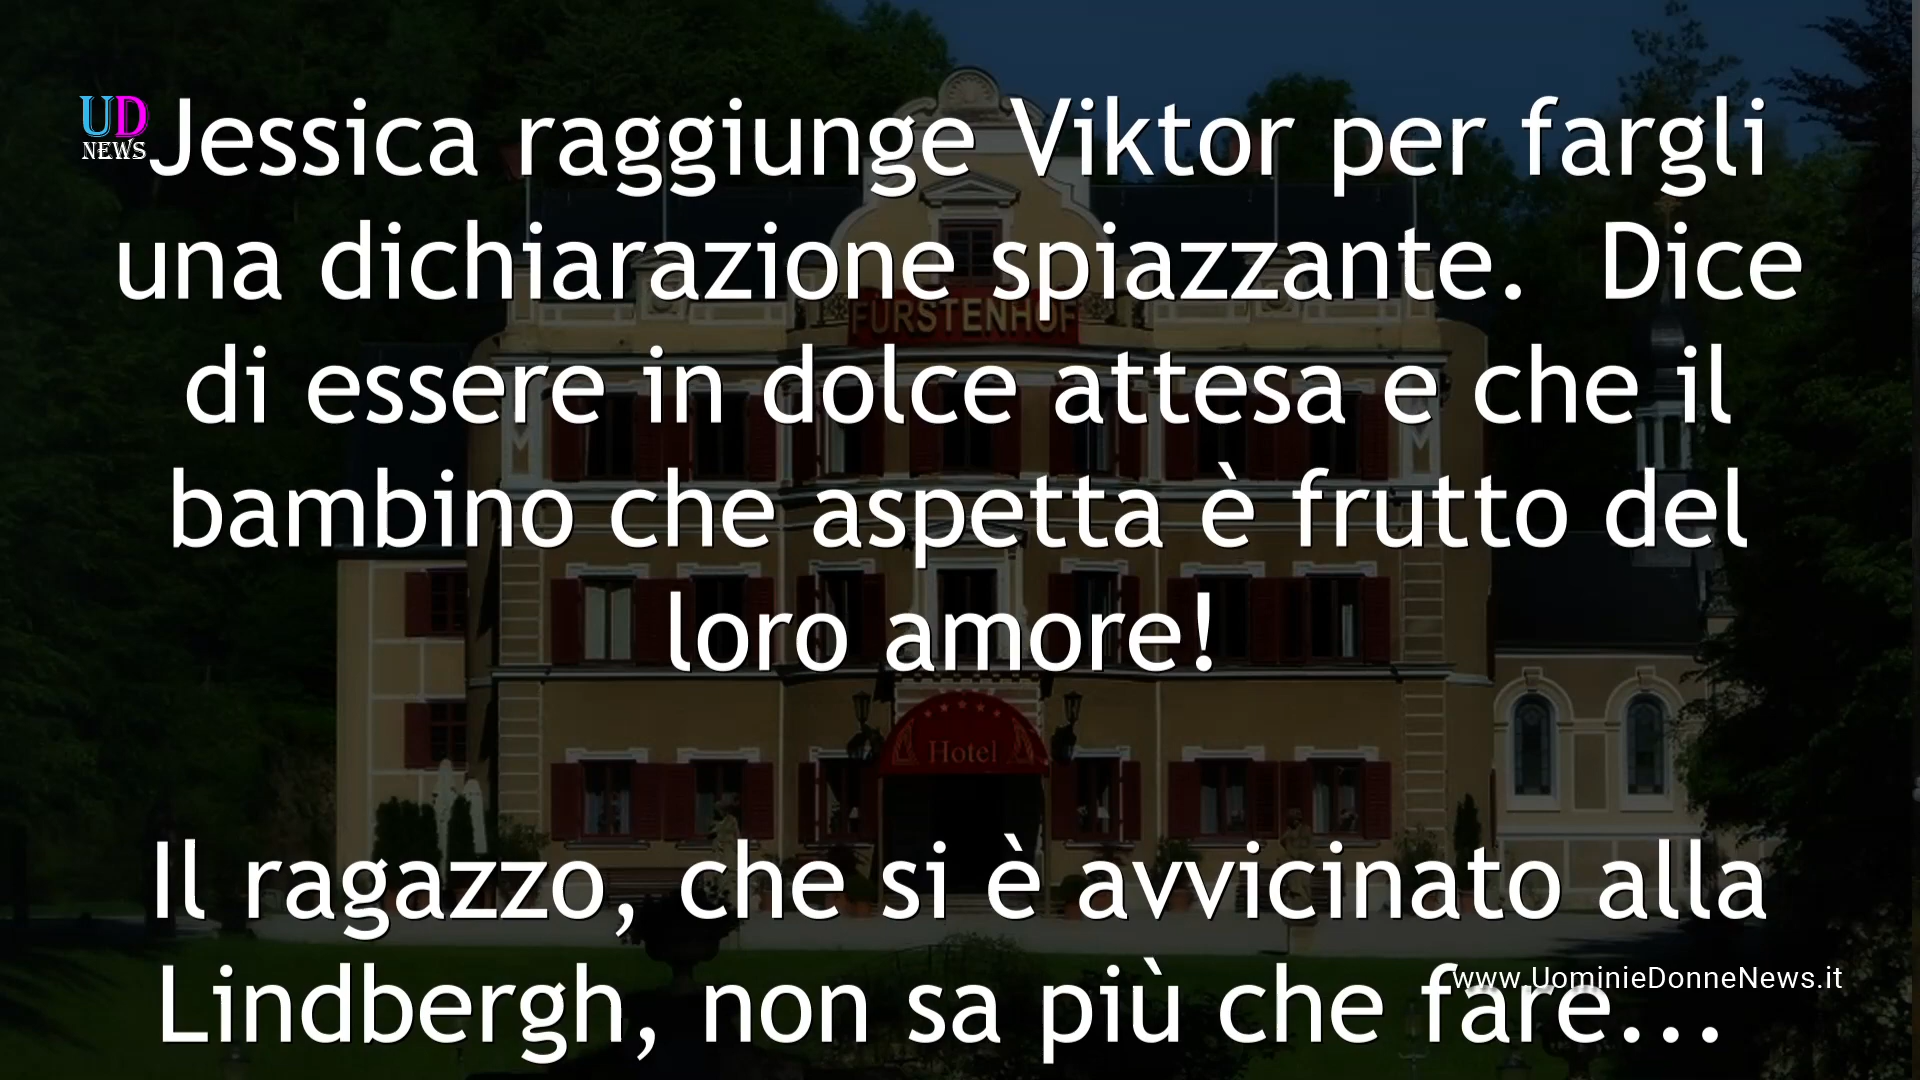 UD
NEWS
Jessica raggiunge Viktor per fargli
una dichiarazione spiazzante.  Dice
FÜRSTENHOF
di essere in dolce attesa e che il
bambino che aspetta è frutto del
loro amore!
Hotel
Il ragazzo, che si è avvicinato alla
Lindbergh, non sa più che fare...
www.UominieDonneNews.it